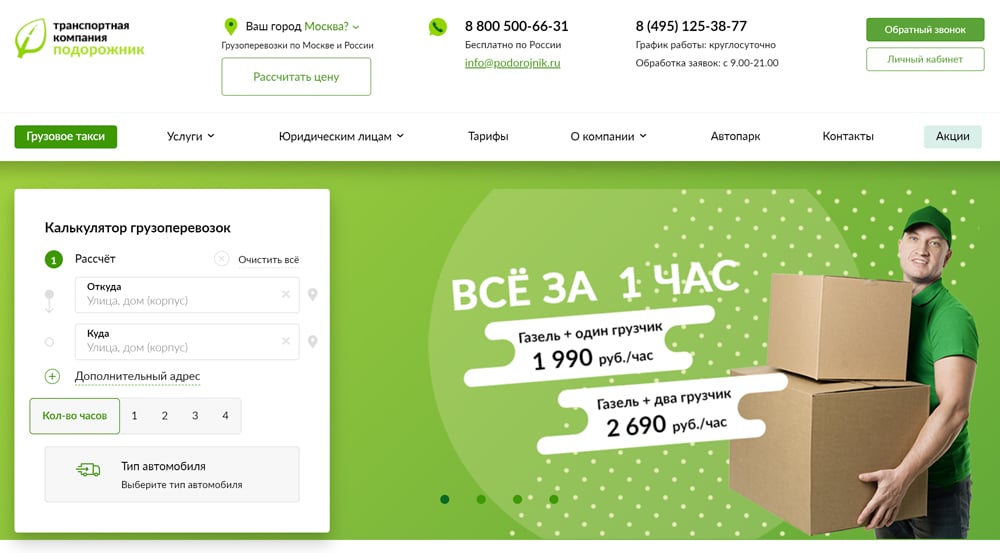 транспортная
компания
подорожник
Ваш город Москва?
Грузоперевозки по Москве и России
Рассчитать цену
8 800 500-66-31
Бесплатно по России
info@podorojnik.ru
8 (495) 125-38-77
График работы: круглосуточно
Обработка заявок: с 9.00-21.00
Обратный звонок
Личный кабинет
Грузовое такси
Услуги
Юридическим лицам
Тарифы
О компании
Автопарк
Контакты
Акции
Калькулятор грузоперевозок
1 Рассчёт
Очистить всё
Откуда
Улица, дом (корпус)
Куда
Улица, дом (корпус)
Дополнительный адрес
Кол-во часов 1 2 3 4
Тип автомобиля
Выберите тип автомобиля
ВСЁ ЗА 1 ЧАС
Газель + один грузчик
1 990 руб./час
Газель + два грузчик
2 690 руб./час